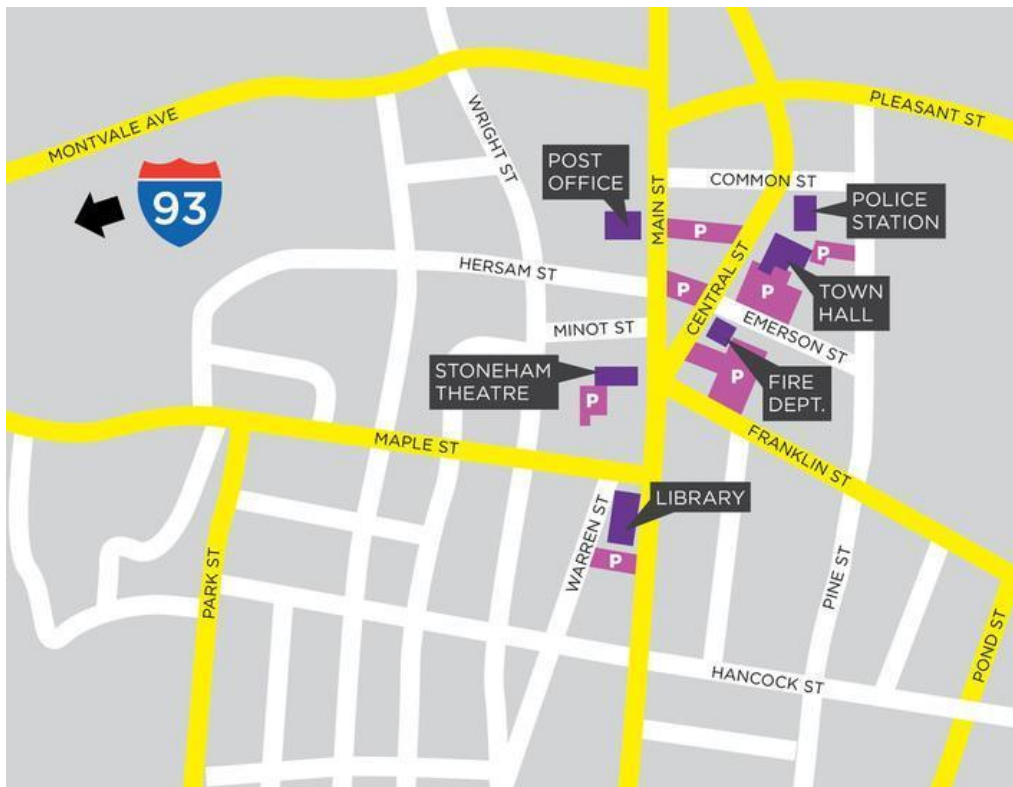 MONTVALE AVE
93
WRIGHT ST
PLEASANT ST
POST
OFFICE
MAIN ST
COMMON ST
POLICE
STATION
P
P
HERSAM ST
P
CENTRAL ST
P
TOWN
HALL
MINOT ST
EMERSON ST
STONEHAM
THEATRE
P
P
FIRE
DEPT.
MAPLE ST
FRANKLIN ST
LIBRARY
WARREN ST
P
PARK ST
PINE ST
POND ST
HANCOCK ST